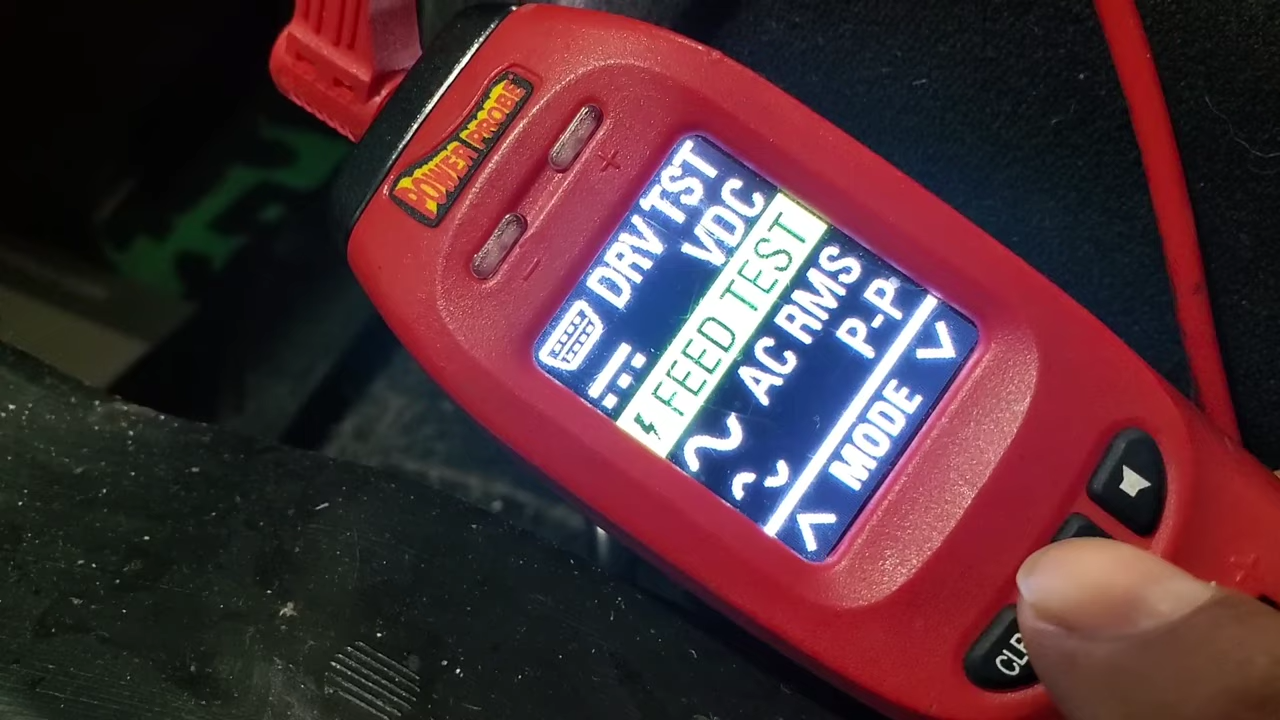 POWER PROBE
+
-
DRV TST
VDC
FEED TEST
AC RMS
P-P
MODE
CLR